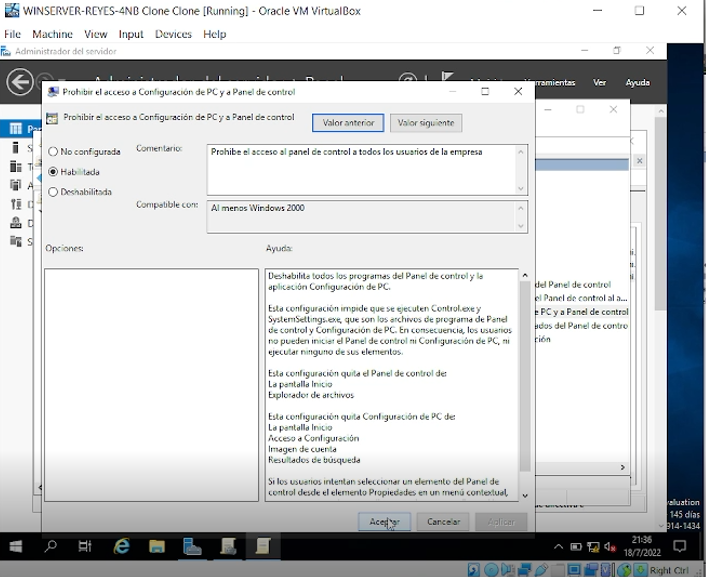 WINSERVER-REYES-4NB Clone Clone [Running] - Oracle VM VirtualBox
File Machine View Input Devices Help
Administrador del servidor
Ver Ayuda
Prohibir el acceso a Configuración de PC y a Panel de control
Prohibir el acceso a Configuración de PC y a Panel de control
Valor anterior
Valor siguiente
No configurada
Habilitada
Deshabilitada
Comentario:
Prohibe el acceso al panel de control a todos los usuarios de la empresa
Compatible con:
Al menos Windows 2000
Opciones:
Ayuda:
Deshabilita todos los programas del Panel de control y la
aplicación Configuración de PC.
Esta configuración impide que se ejecuten Control.exe y
SystemSettings.exe, que son los archivos de programa de Panel
de control y Configuración de PC. En consecuencia, los usuarios
no pueden iniciar el Panel de control ni Configuración de PC, ni
ejecutar ninguno de sus elementos.
Esta configuración quita el Panel de control de:
La pantalla Inicio
Explorador de archivos
Esta configuración quita Configuración de PC de:
La pantalla Inicio
Acceso a Configuración
Imagen de cuenta
Resultados de búsqueda
Si los usuarios intentan seleccionar un elemento del Panel de
control desde el elemento Propiedades en un menú contextual,
del Panel de control
el Panel de control al a...
e PC y a Panel de control
ados del Panel de contro
ción
Aceptar
Cancelar
Aplicar
145 días
914-1434
21:36
18/7/2022
Right Ctrl